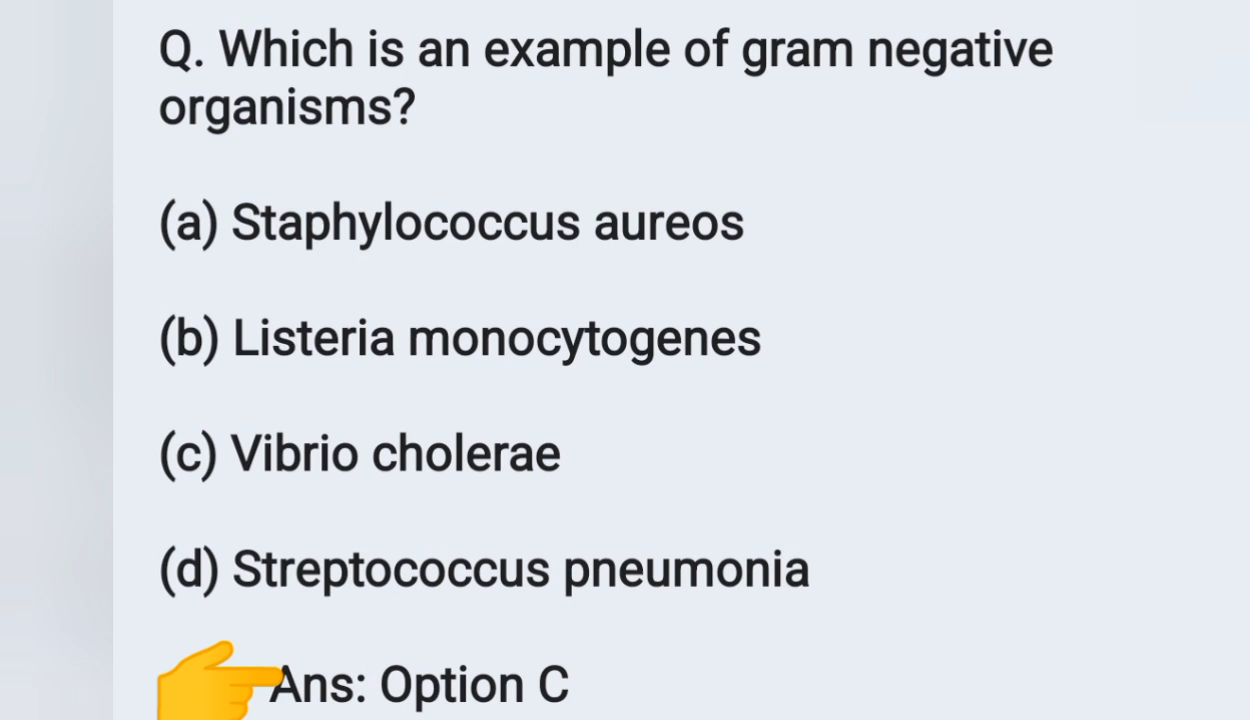 Q. Which is an example of gram negative
organisms?
(a) Staphylococcus aureos
(b) Listeria monocytogenes
(c) Vibrio cholerae
(d) Streptococcus pneumonia
Ans: Option C